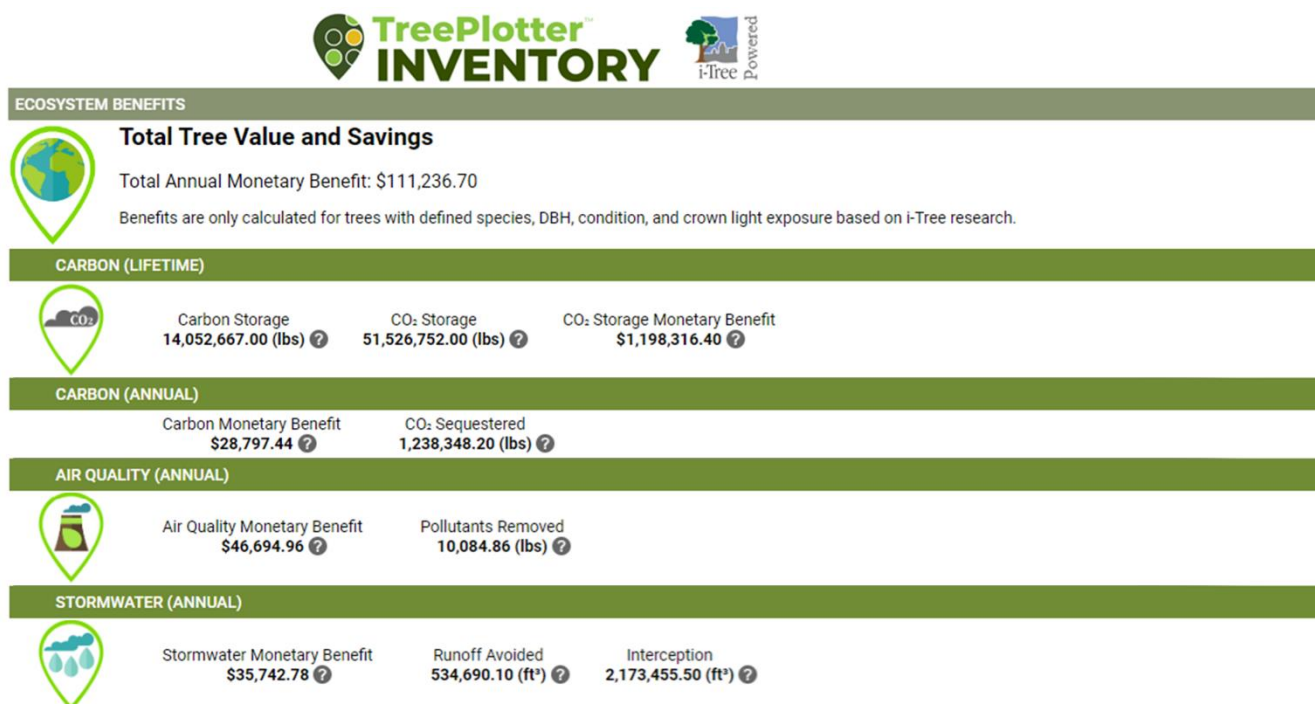 TreePlotter™
INVENTORY
i-Tree
Powered
ECOSYSTEM BENEFITS
Total Tree Value and Savings
Total Annual Monetary Benefit: $111,236.70
Benefits are only calculated for trees with defined species, DBH, condition, and crown light exposure based on i-Tree research.
CARBON (LIFETIME)
CO₂
Carbon Storage CO₂ Storage CO₂ Storage Monetary Benefit
14,052,667.00 (lbs) ? 51,526,752.00 (lbs) ? $1,198,316.40 ?
CARBON (ANNUAL)
Carbon Monetary Benefit CO₂ Sequestered
$28,797.44 ? 1,238,348.20 (lbs) ?
AIR QUALITY (ANNUAL)
Air Quality Monetary Benefit Pollutants Removed
$46,694.96 ? 10,084.86 (lbs) ?
STORMWATER (ANNUAL)
Stormwater Monetary Benefit Runoff Avoided Interception
$35,742.78 ? 534,690.10 (ft³) ? 2,173,455.50 (ft³) ?